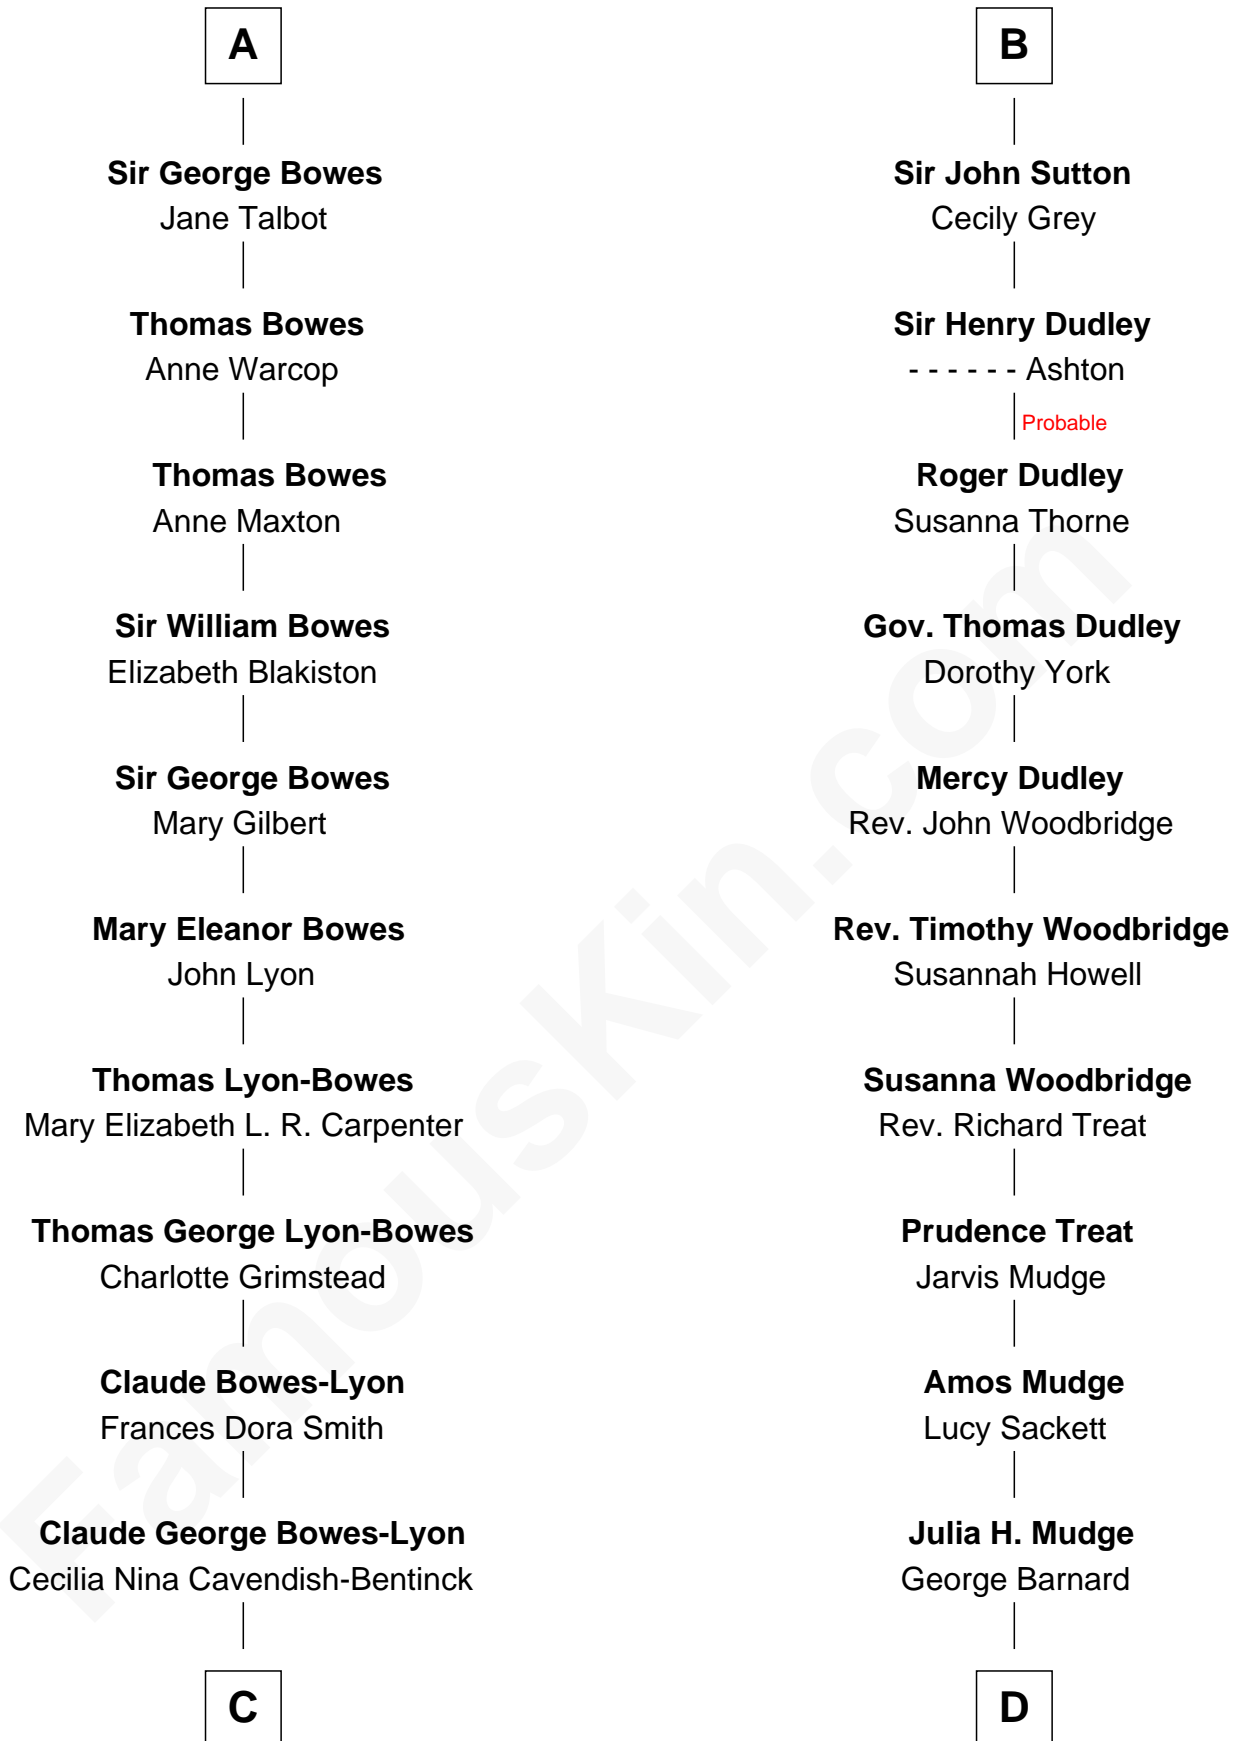 A
Sir George Bowes
Jane Talbot
Thomas Bowes
Anne Warcop
Thomas Bowes
Anne Maxton
Sir William Bowes
Elizabeth Blakiston
Sir George Bowes
Mary Gilbert
Mary Eleanor Bowes
John Lyon
Thomas Lyon-Bowes
Mary Elizabeth L. R. Carpenter
Thomas George Lyon-Bowes
Charlotte Grimstead
Claude Bowes-Lyon
Frances Dora Smith
Claude George Bowes-Lyon
Cecilia Nina Cavendish-Bentinck
C
B
Sir John Sutton
Cecily Grey
Sir Henry Dudley
- - - - - - Ashton
Probable
Roger Dudley
Susanna Thorne
Gov. Thomas Dudley
Dorothy York
Mercy Dudley
Rev. John Woodbridge
Rev. Timothy Woodbridge
Susannah Howell
Susanna Woodbridge
Rev. Richard Treat
Prudence Treat
Jarvis Mudge
Amos Mudge
Lucy Sackett
Julia H. Mudge
George Barnard
D
FamousKin.com